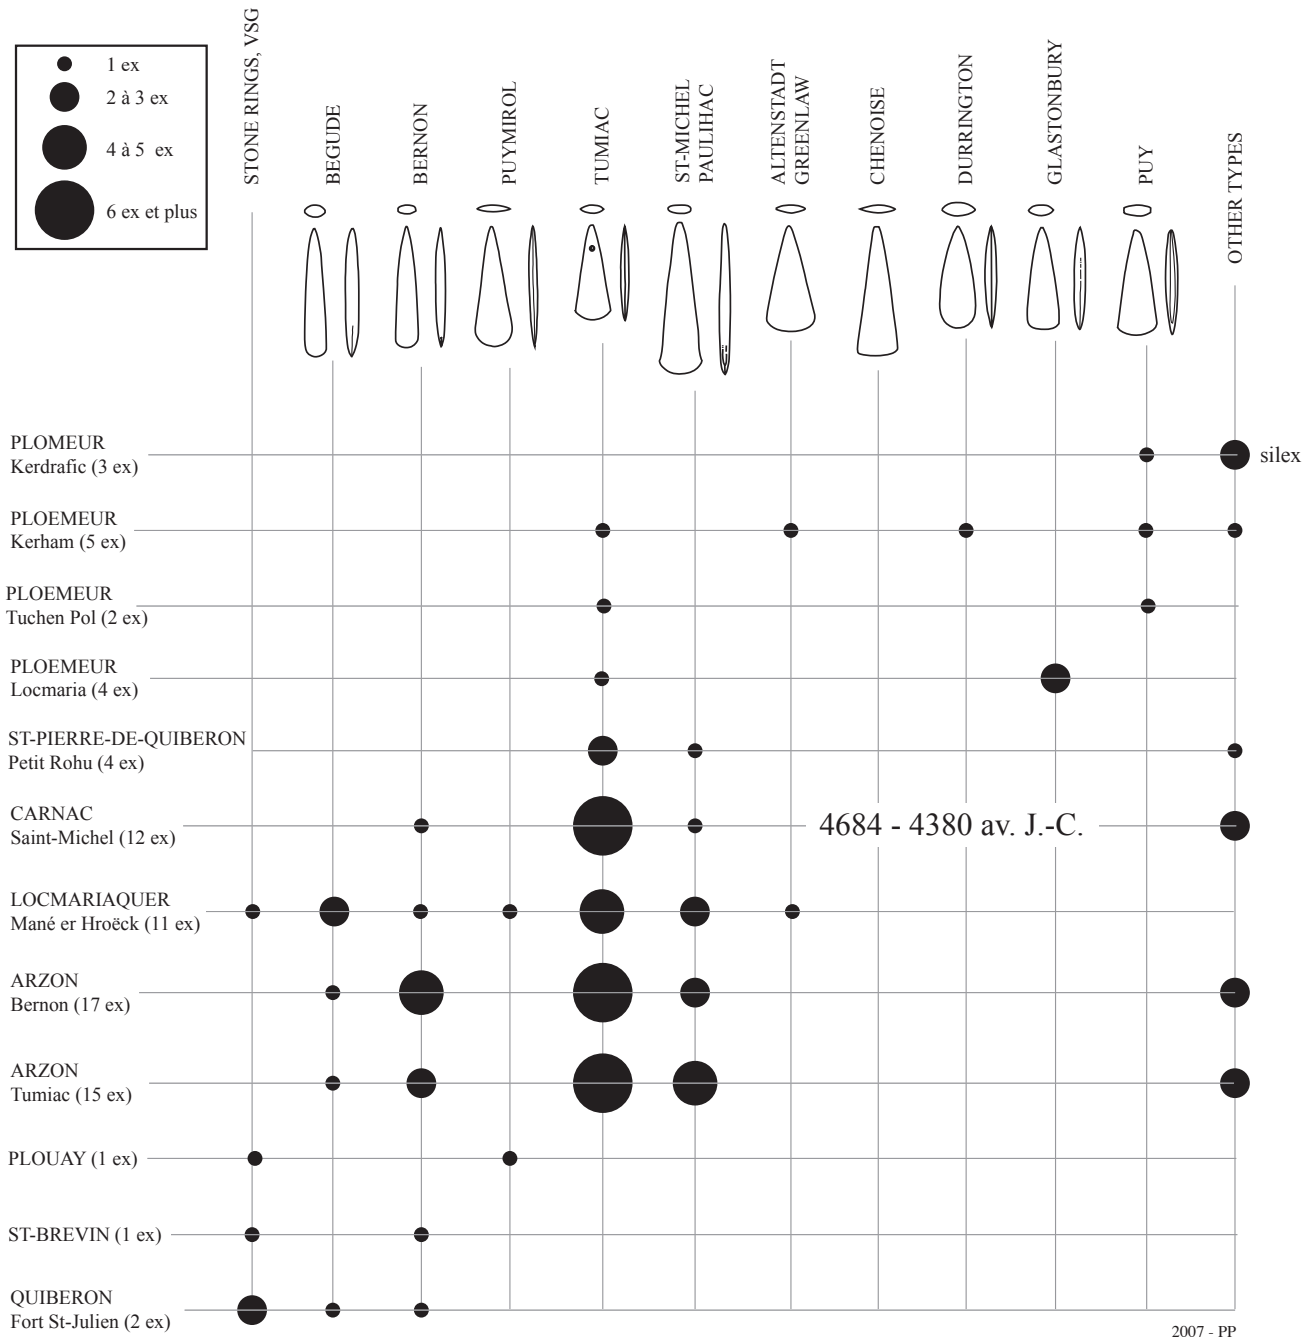 1 ex
2 à 3 ex
4 à 5 ex
6 ex et plus
STONE RINGS, VSG
BEGUDE
BERNON
PUYMIROL
TUMIAC
ST-MICHEL
PAULIHAC
ALTENSTADT
GREENLAW
CHENOISE
DURRINGTON
GLASTONBURY
PUY
OTHER TYPES
PLOMEUR
Kerdrafic (3 ex)
silex
PLOEMEUR
Kerham (5 ex)
PLOEMEUR
Tuchen Pol (2 ex)
PLOEMEUR
Locmaria (4 ex)
ST-PIERRE-DE-QUIBERON
Petit Rohu (4 ex)
CARNAC
Saint-Michel (12 ex)
4684 - 4380 av. J.-C.
LOCMARIAQUER
Mané er Hroëck (11 ex)
ARZON
Bernon (17 ex)
ARZON
Tumiac (15 ex)
PLOUAY (1 ex)
ST-BREVIN (1 ex)
QUIBERON
Fort St-Julien (2 ex)
2007 - PP